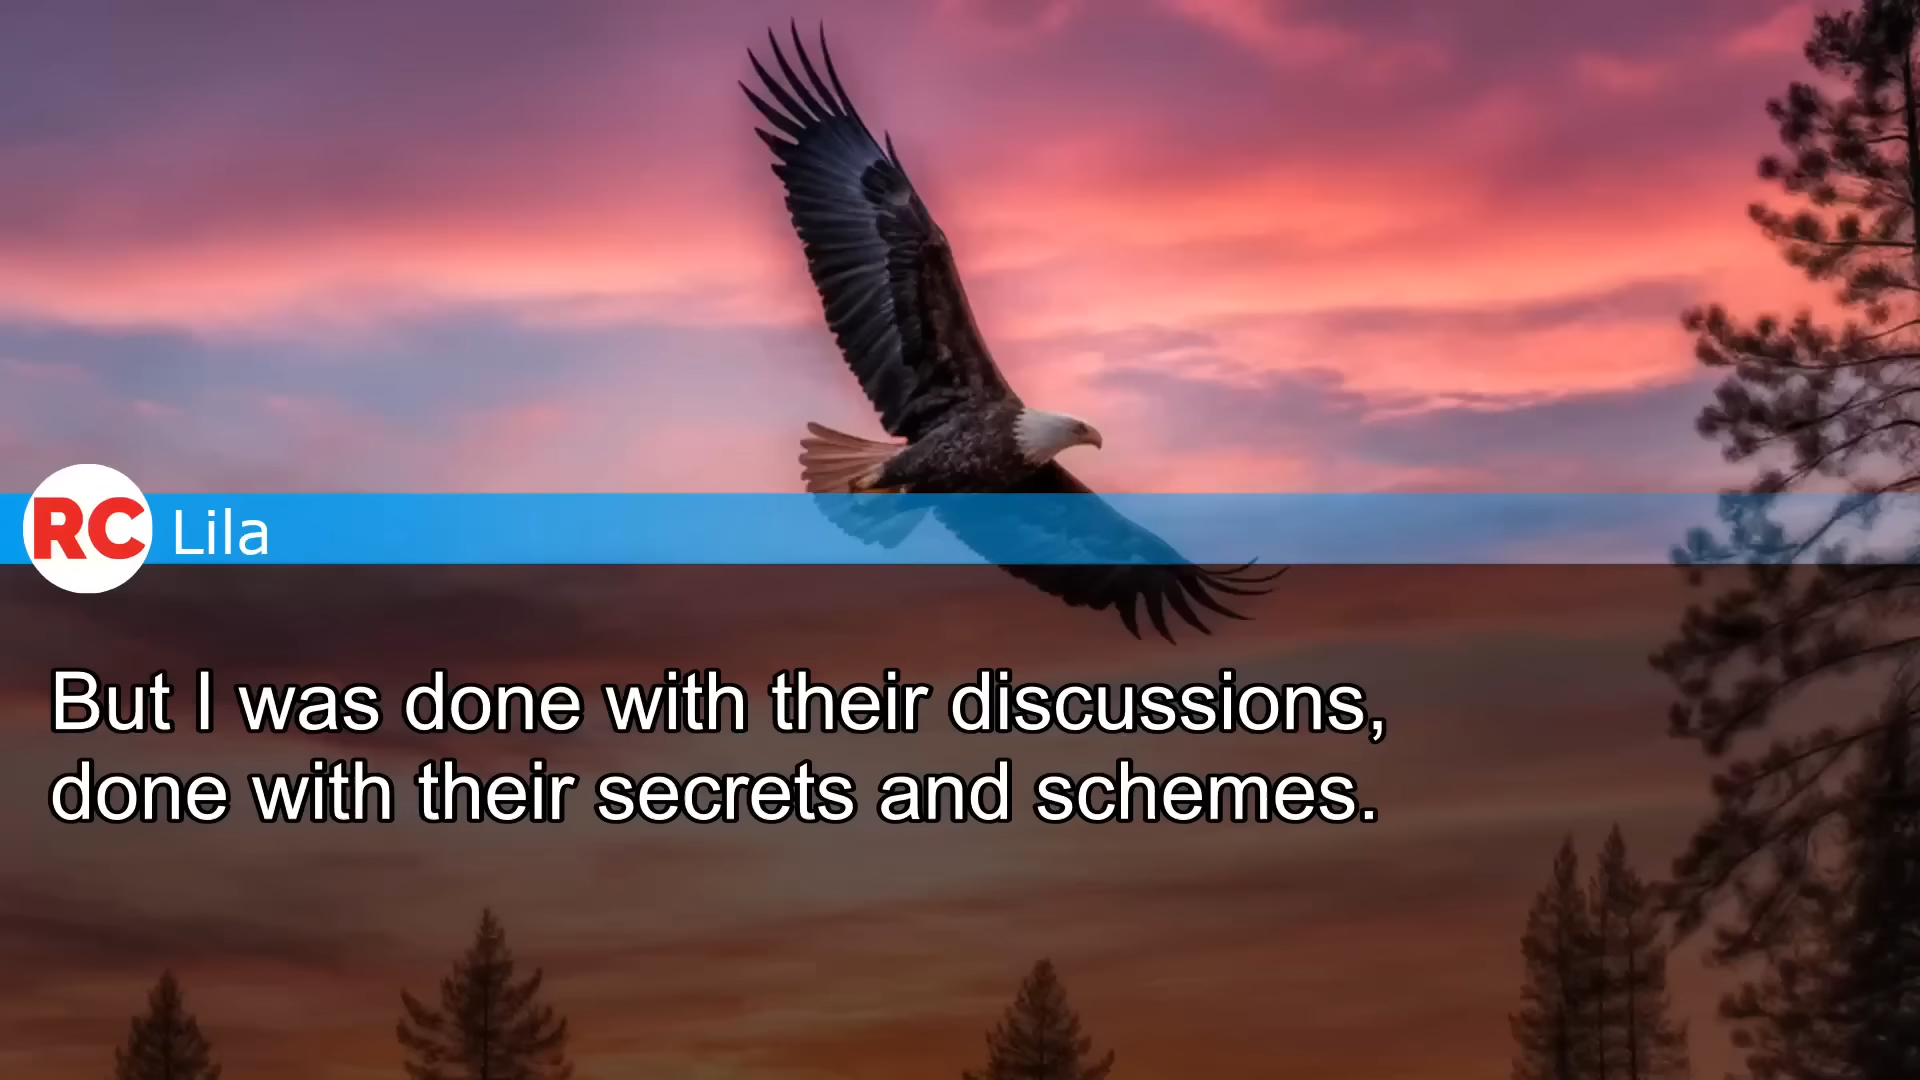 RC Lila
But I was done with their discussions,
done with their secrets and schemes.